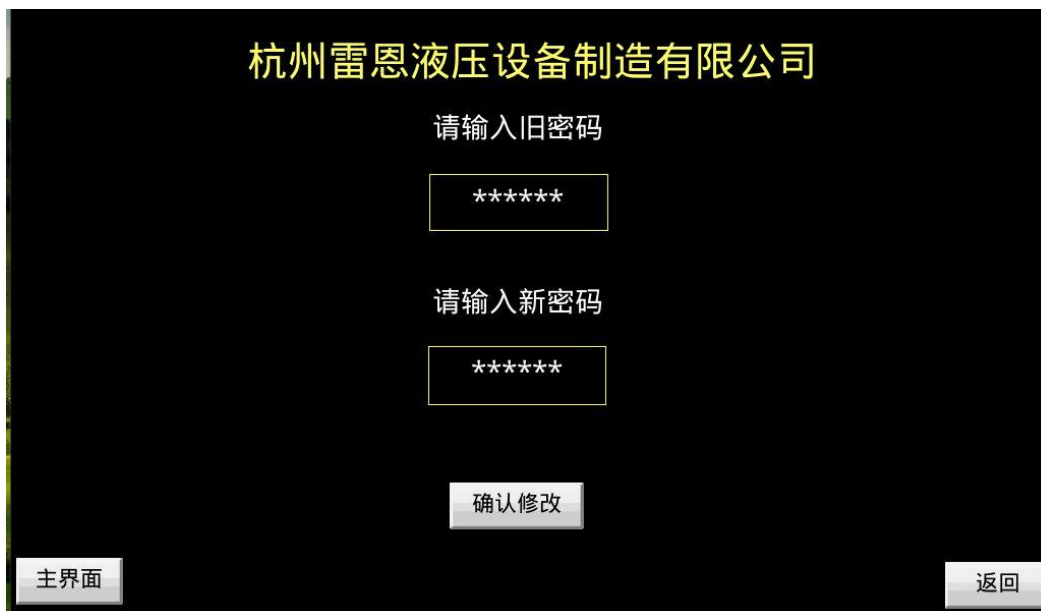 杭州雷恩液压设备制造有限公司
请输入旧密码
******
请输入新密码
******
确认修改
主界面
返回